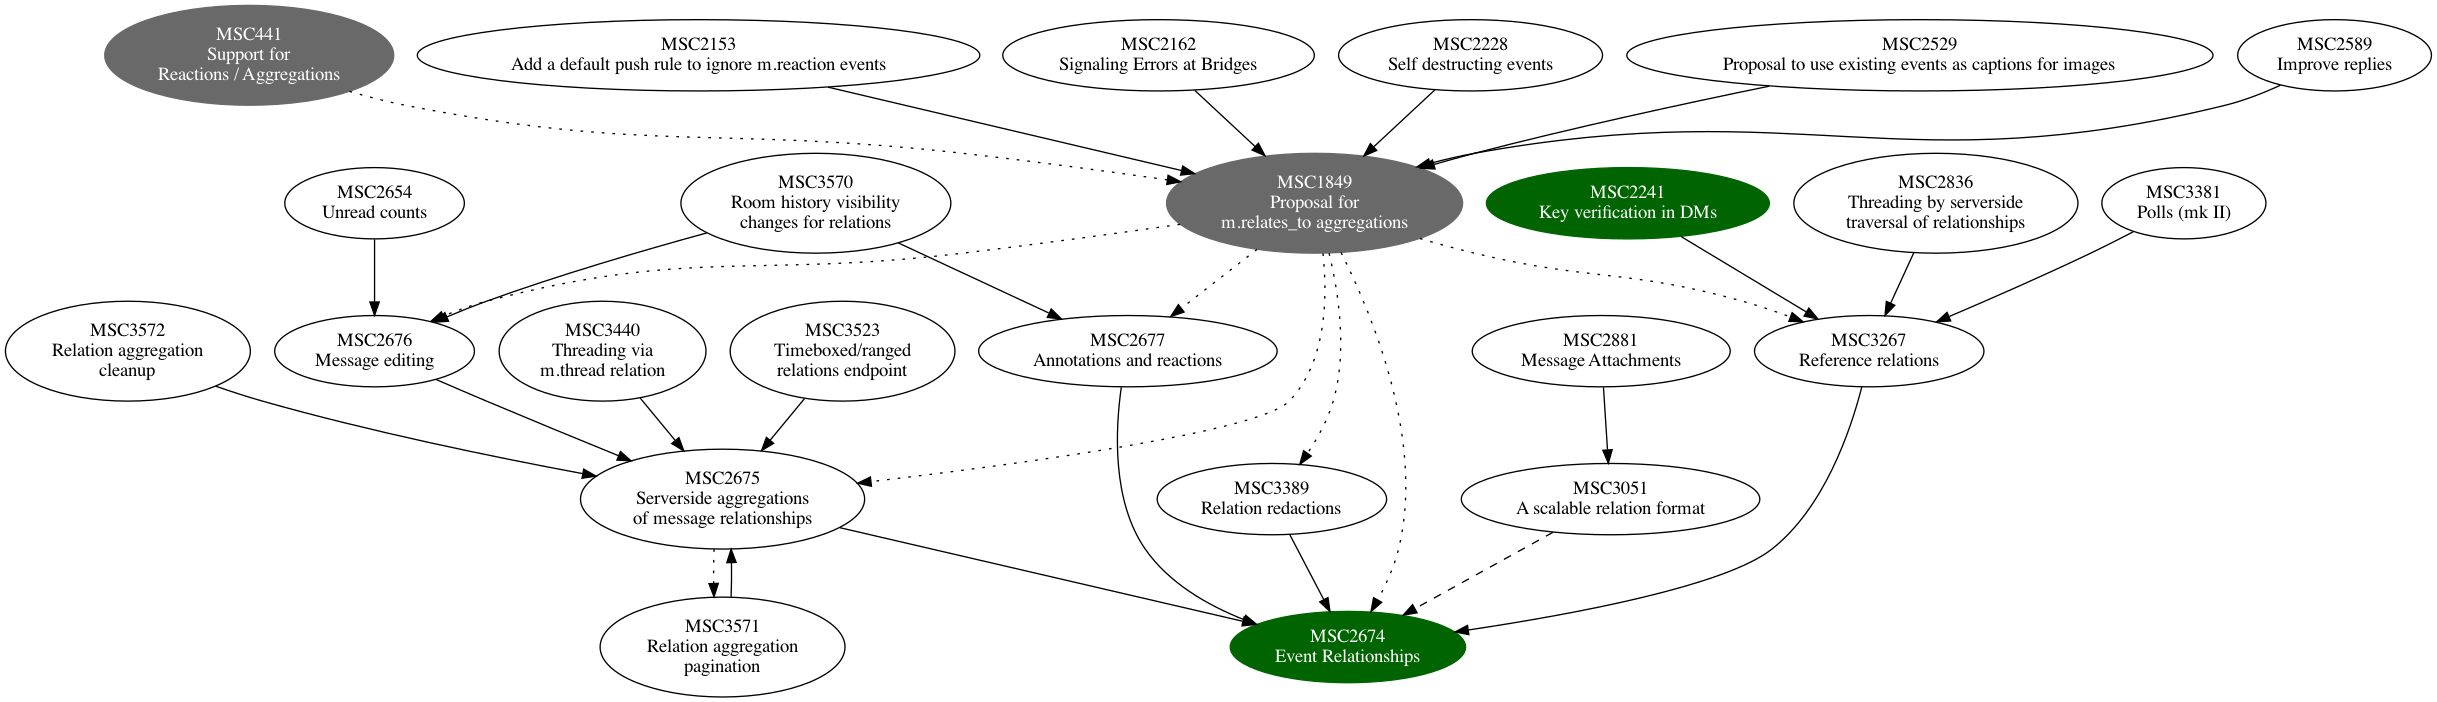 MSC441
Support for
Reactions / Aggregations
MSC2153
Add a default push rule to ignore m.reaction events
MSC2162
Signaling Errors at Bridges
MSC2228
Self destructing events
MSC2529
Proposal to use existing events as captions for images
MSC2589
Improve replies
MSC2654
Unread counts
MSC3570
Room history visibility
changes for relations
MSC1849
Proposal for
m.relates_to aggregations
MSC2241
Key verification in DMs
MSC2836
Threading by serverside
traversal of relationships
MSC3381
Polls (mk II)
MSC3572
Relation aggregation
cleanup
MSC2676
Message editing
MSC3440
Threading via
m.thread relation
MSC3523
Timeboxed/ranged
relations endpoint
MSC2677
Annotations and reactions
MSC2881
Message Attachments
MSC3267
Reference relations
MSC2675
Serverside aggregations
of message relationships
MSC3389
Relation redactions
MSC3051
A scalable relation format
MSC3571
Relation aggregation
pagination
MSC2674
Event Relationships